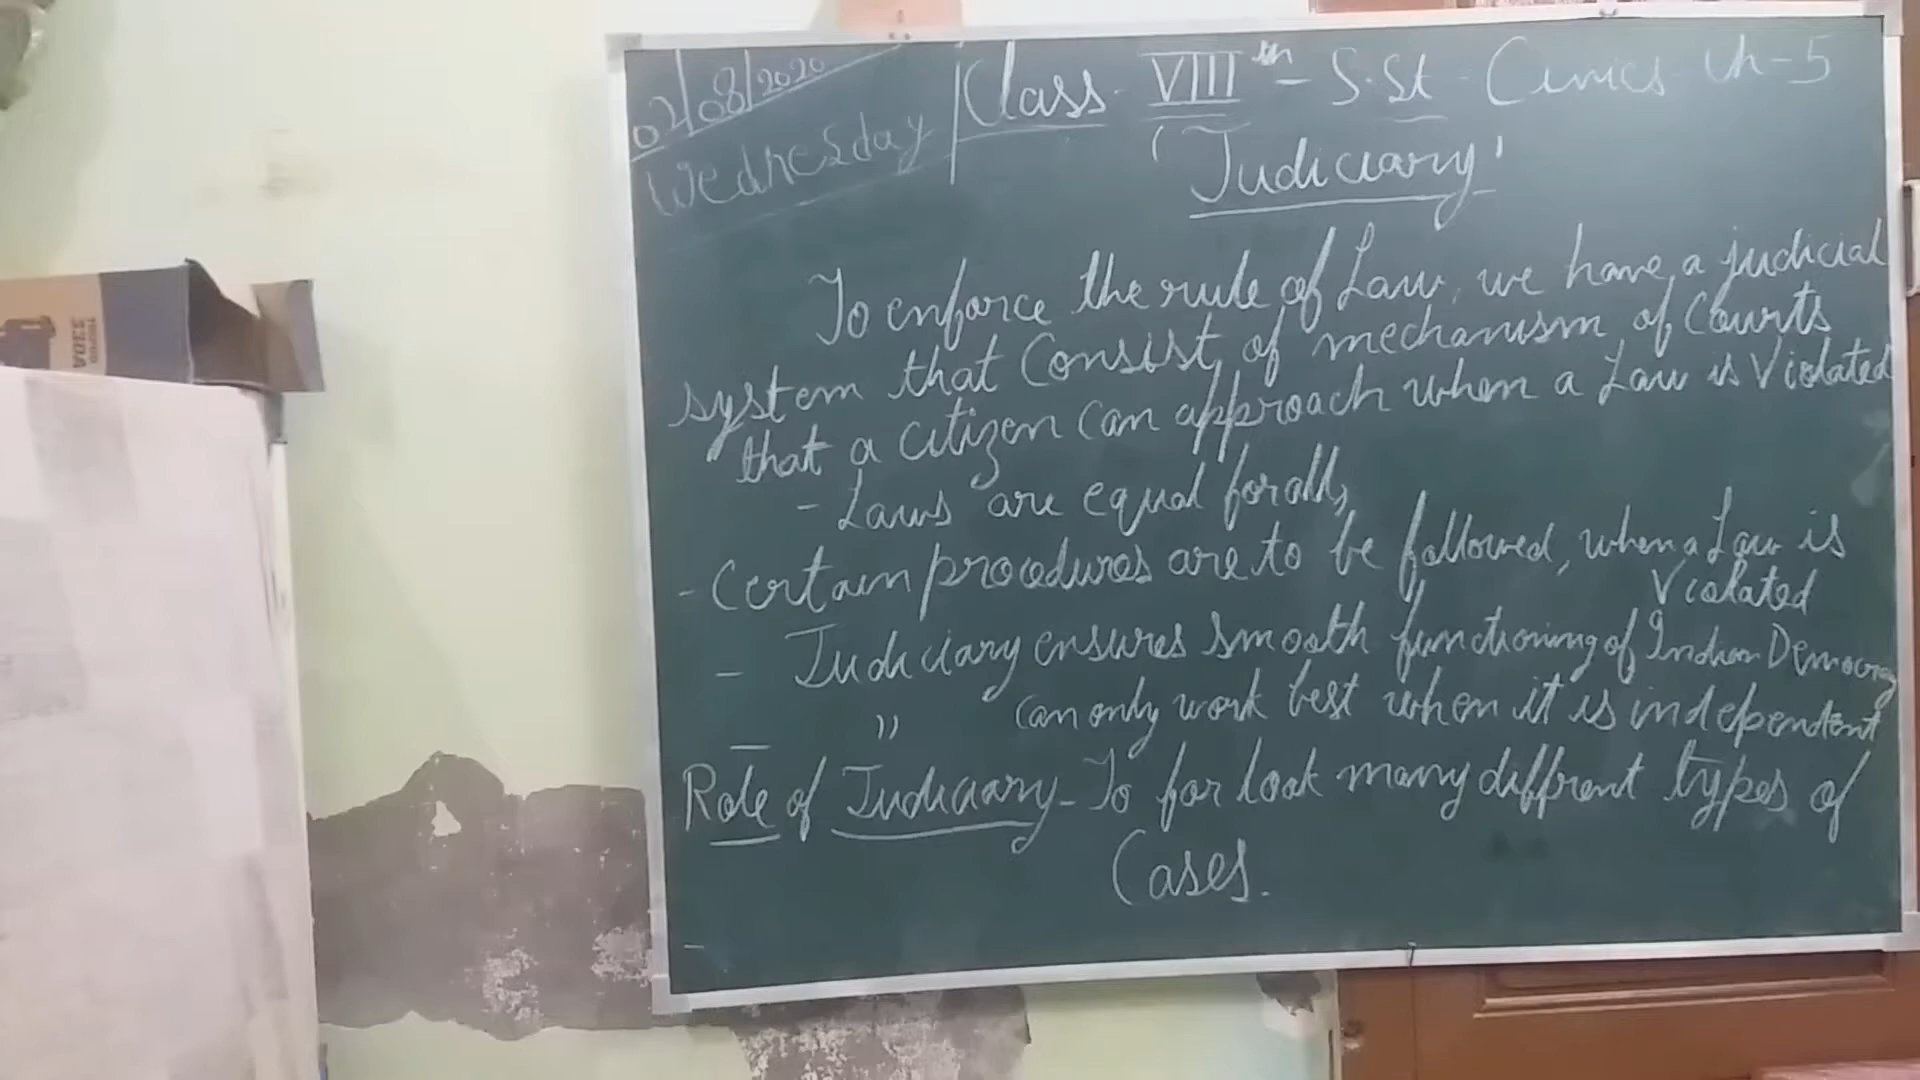 02/08/2020
Wednesday
Class - VIIIth - S.St - Civics Ch-5
'Judiciary'
To enforce the rule of Law, we have a judicial
system that Consist of mechanism of Courts
that a citizen can approach when a Law is Violated
- Laws are equal for all,
- Certain procedures are to be followed, when a Law is
Violated
- Judiciary ensures smooth functioning of Indian Democracy
- " can only work best when it is independent
Role of Judiciary - To for look many different types of
Cases.
-